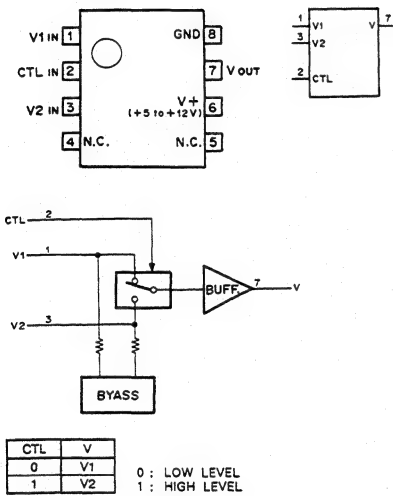 V1 IN 1
CTL IN 2
V2 IN 3
4 N.C.
GND 8
7 V OUT
V+ 6
(+5 to +12V)
N.C. 5
1 V1 V 7
3 V2
2 CTL
CTL 2
V1 1
BUFF. 7 V
V2 3
BYASS
CTL V
0 V1
1 V2
0 : LOW LEVEL
1 : HIGH LEVEL